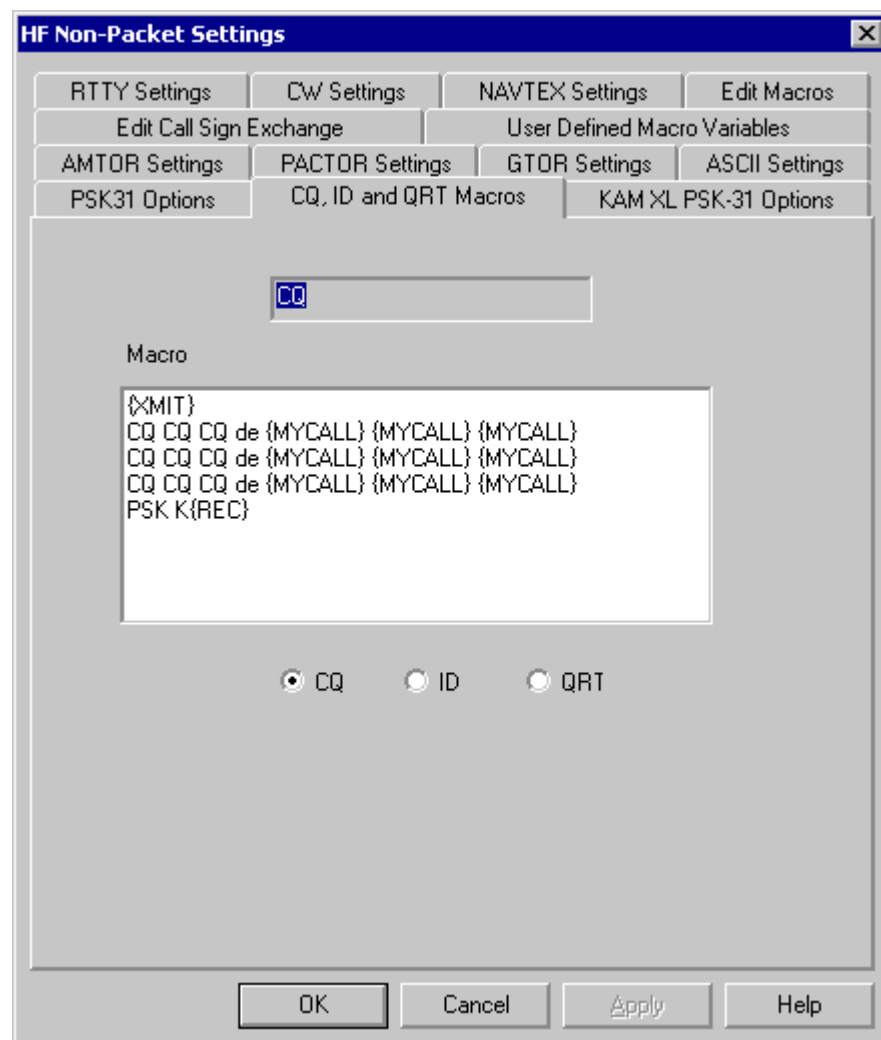 HF Non-Packet Settings
RTTY Settings CW Settings NAVTEX Settings Edit Macros
Edit Call Sign Exchange User Defined Macro Variables
AMTOR Settings PACTOR Settings GTOR Settings ASCII Settings
PSK31 Options CQ, ID and QRT Macros KAM XL PSK-31 Options
CQ
Macro
{XMIT}
CQ CQ CQ de {MYCALL} {MYCALL} {MYCALL}
CQ CQ CQ de {MYCALL} {MYCALL} {MYCALL}
CQ CQ CQ de {MYCALL} {MYCALL} {MYCALL}
PSK K{REC}
CQ ID QRT
OK Cancel Apply Help